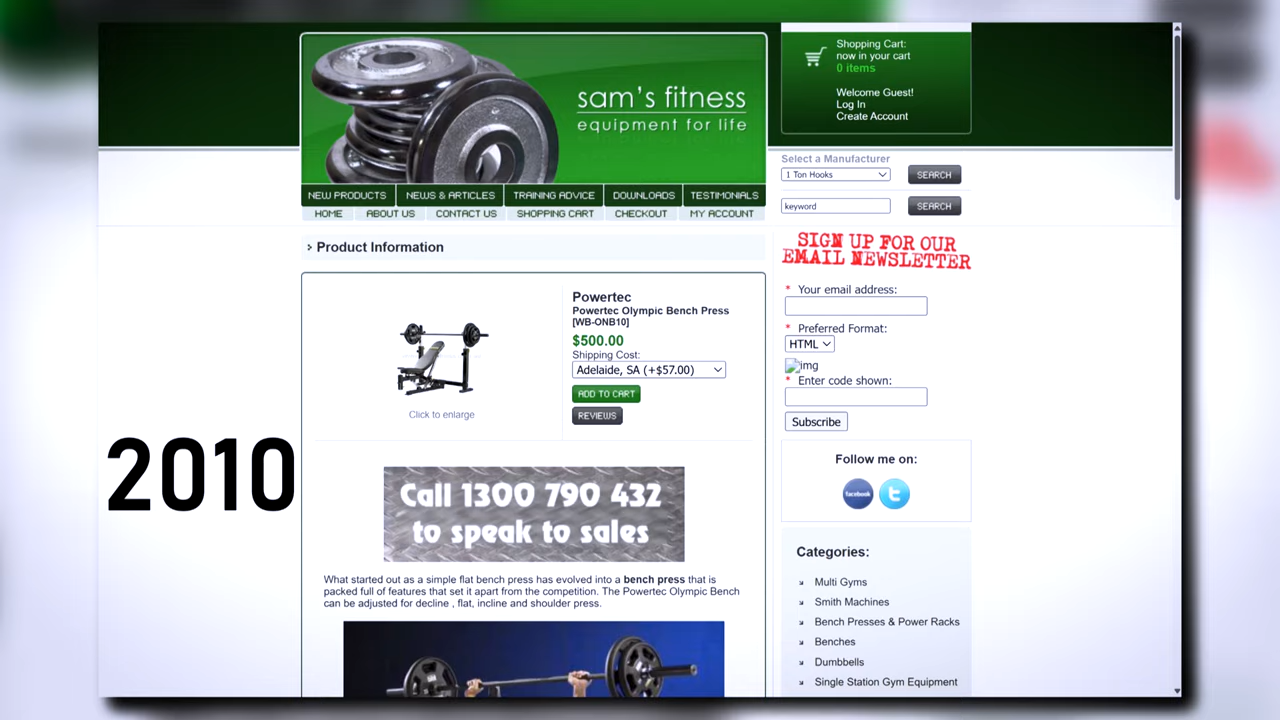 sam's fitness
equipment for life
Shopping Cart:
now in your cart
0 items
Welcome Guest!
Log In
Create Account
NEW PRODUCTS NEWS & ARTICLES TRAINING ADVICE DOWNLOADS TESTIMONIALS
HOME ABOUT US CONTACT US SHOPPING CART CHECKOUT MY ACCOUNT
Select a Manufacturer
1 Ton Hooks SEARCH
keyword SEARCH
Product Information
Powertec
Powertec Olympic Bench Press
[WB-ONB10]
$500.00
Shipping Cost:
Adelaide, SA (+$57.00)
ADD TO CART
REVIEWS
Click to enlarge
2010
Call 1300 790 432
to speak to sales
What started out as a simple flat bench press has evolved into a bench press that is
packed full of features that set it apart from the competition. The Powertec Olympic Bench
can be adjusted for decline , flat, incline and shoulder press.
SIGN UP FOR OUR
EMAIL NEWSLETTER
* Your email address:
* Preferred Format:
HTML
img
* Enter code shown:
Subscribe
Follow me on:
facebook t
Categories:
Multi Gyms
Smith Machines
Bench Presses & Power Racks
Benches
Dumbbells
Single Station Gym Equipment